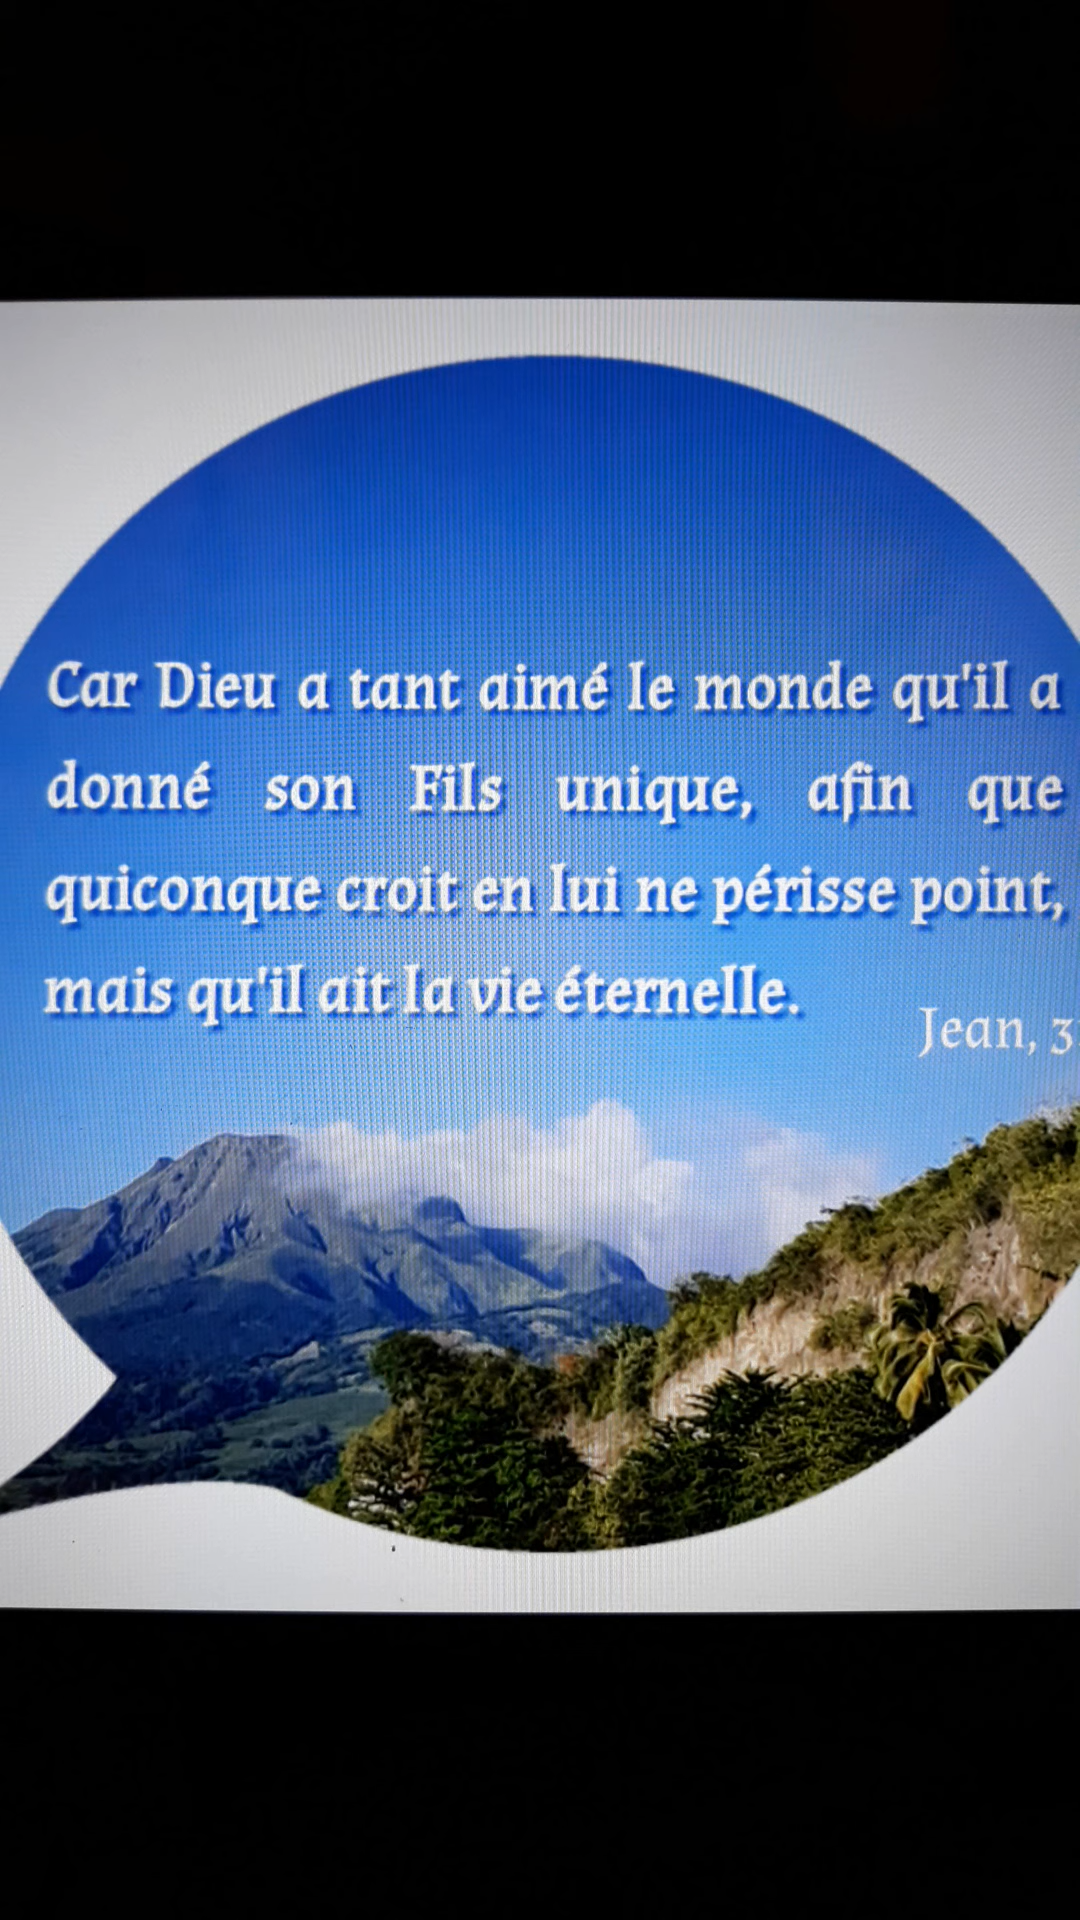 Car Dieu a tant aimé le monde qu'il a
donné son Fils unique, afin que
quiconque croit en lui ne périsse point,
mais qu'il ait la vie éternelle.
Jean, 3